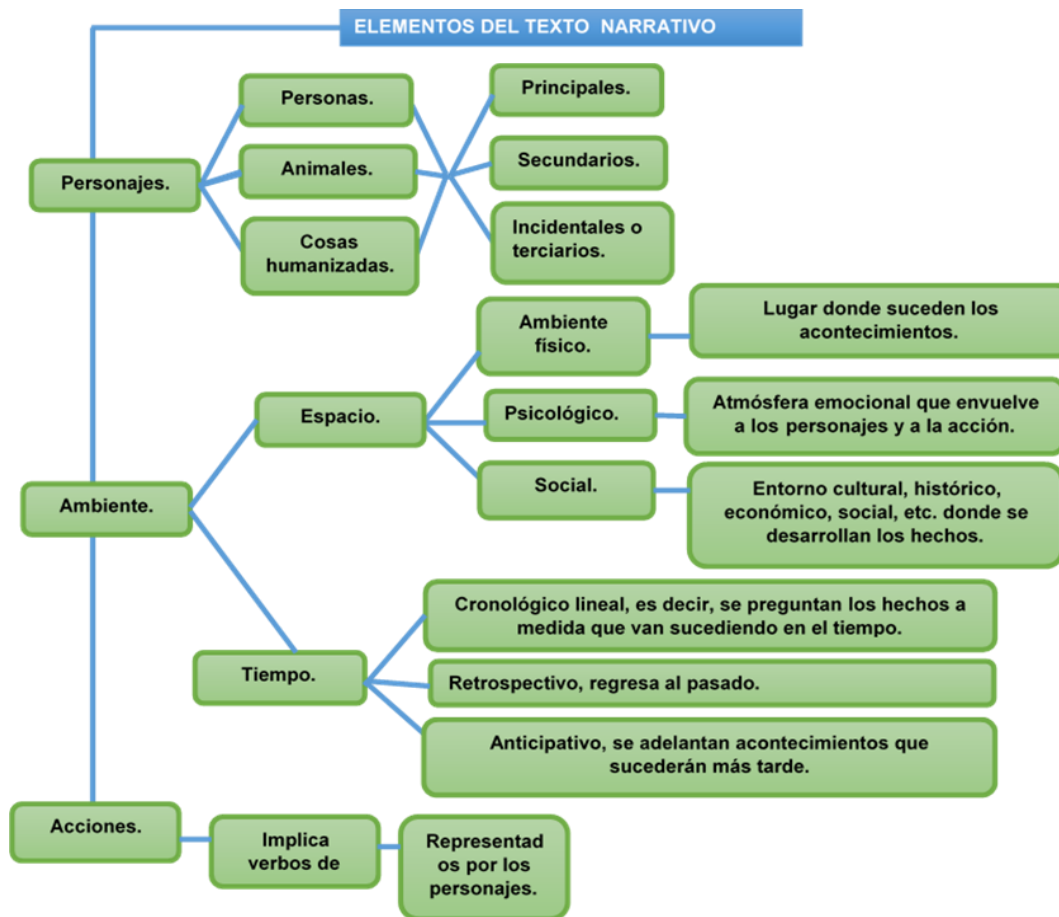 ELEMENTOS DEL TEXTO NARRATIVO
Personajes.
Personas.
Animales.
Cosas
humanizadas.
Principales.
Secundarios.
Incidentales o
terciarios.
Ambiente.
Espacio.
Ambiente
físico.
Lugar donde suceden los
acontecimientos.
Psicológico.
Atmósfera emocional que envuelve
a los personajes y a la acción.
Social.
Entorno cultural, histórico,
económico, social, etc. donde se
desarrollan los hechos.
Tiempo.
Cronológico lineal, es decir, se preguntan los hechos a
medida que van sucediendo en el tiempo.
Retrospectivo, regresa al pasado.
Anticipativo, se adelantan acontecimientos que
sucederán más tarde.
Acciones.
Implica
verbos de
Representad
os por los
personajes.